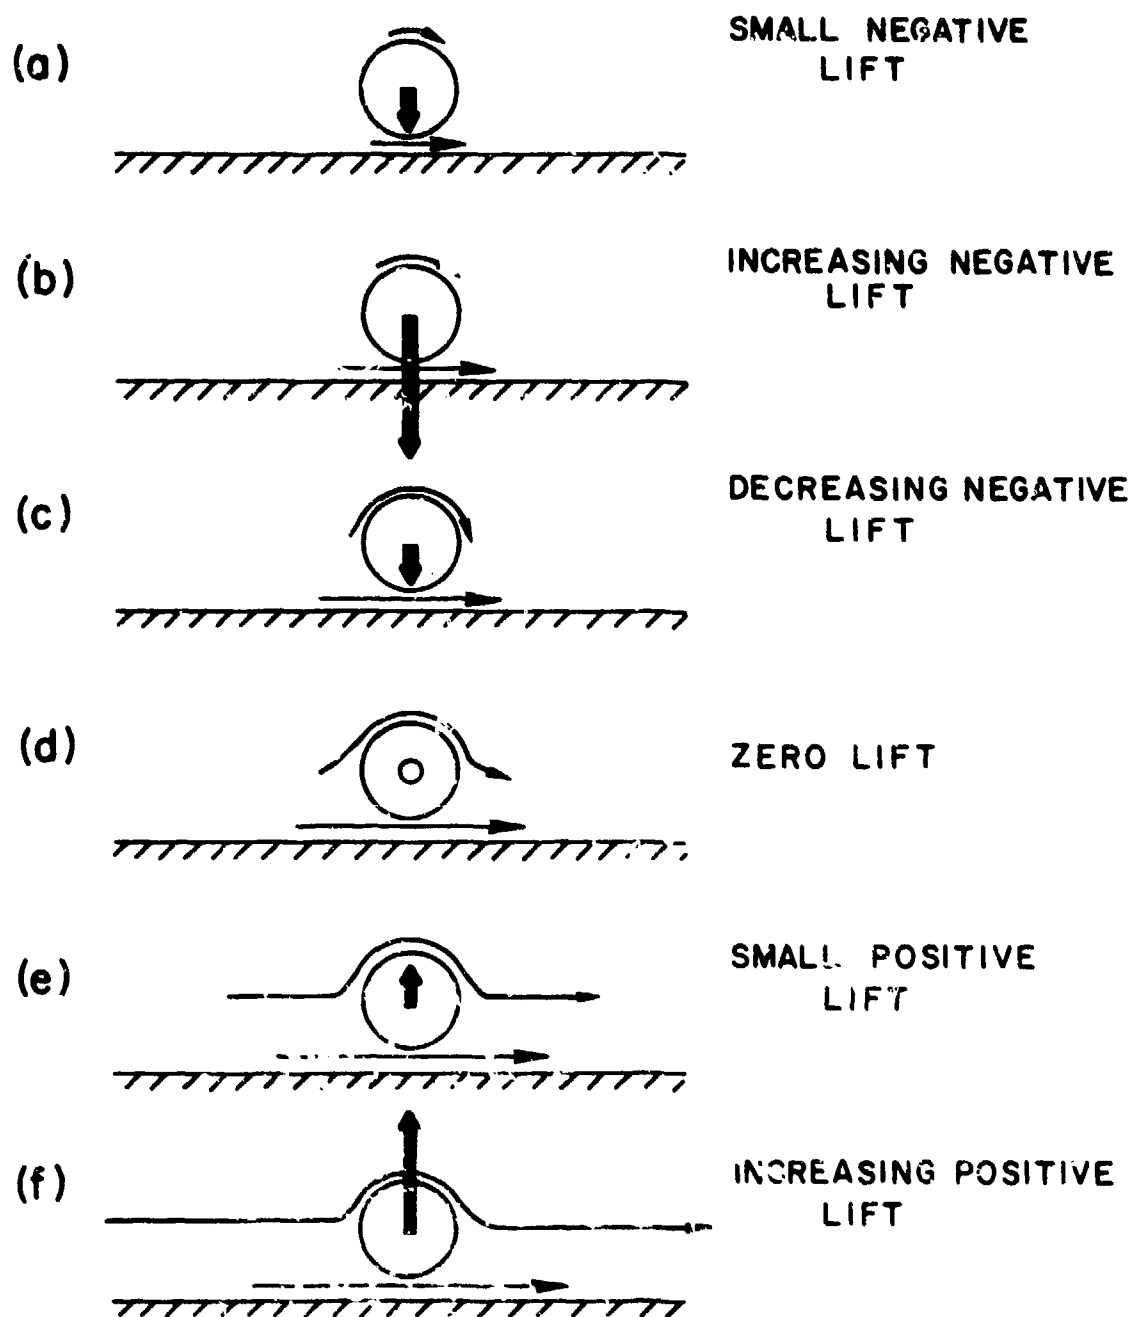 (a)
SMALL NEGATIVE
LIFT
(b)
INCREASING NEGATIVE
LIFT
(c)
DECREASING NEGATIVE
LIFT
(d)
ZERO LIFT
(e)
SMALL POSITIVE
LIFT
(f)
INCREASING POSITIVE
LIFT